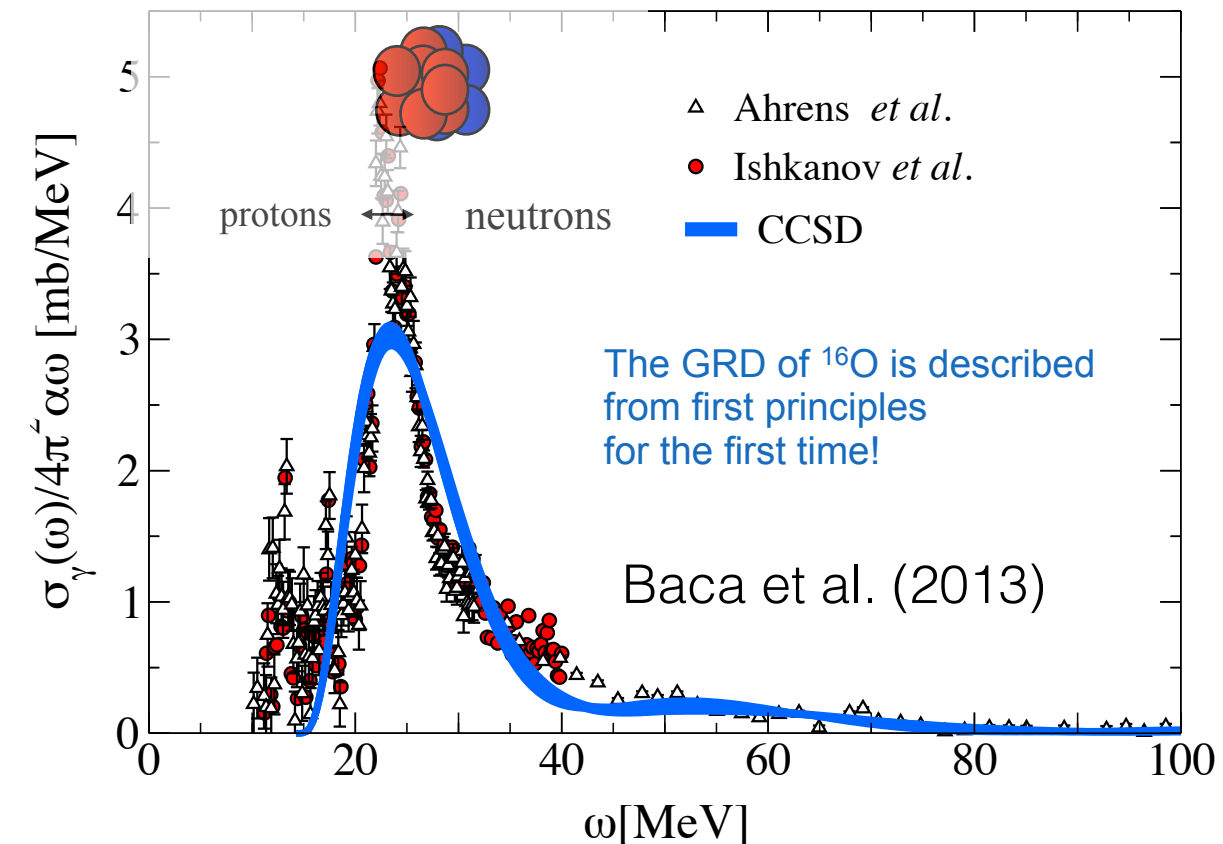 5
4
3
2
1
0
σγ(ω)/4π²αω [mb/MeV]
Ahrens et al.
Ishkanov et al.
CCSD
protons
neutrons
The GRD of ¹⁶O is described
from first principles
for the first time!
Baca et al. (2013)
0 20 40 60 80 100
ω[MeV]